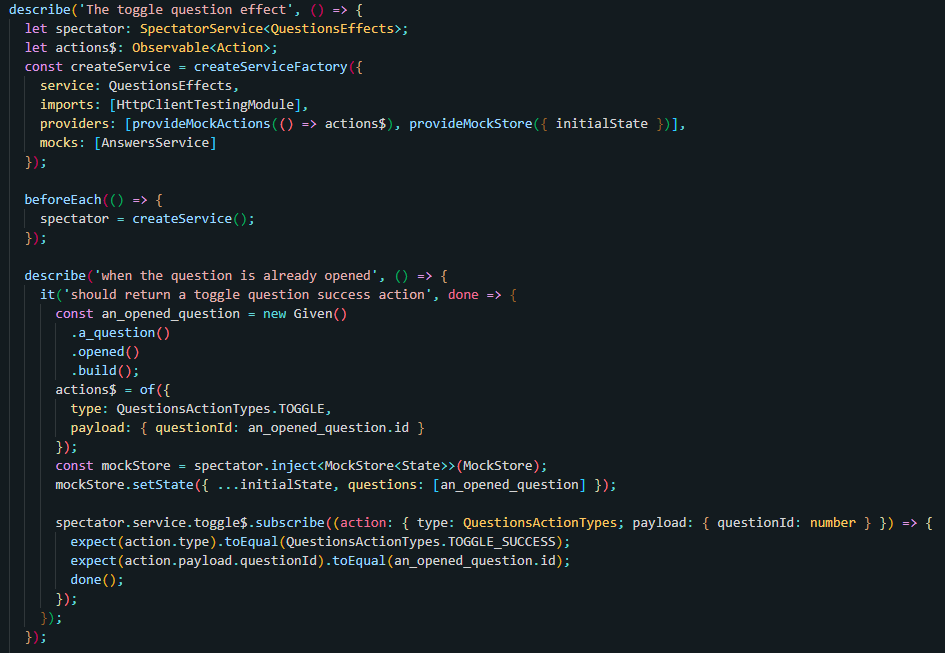 describe('The toggle question effect', () => {
  let spectator: SpectatorService<QuestionsEffects>;
  let actions$: Observable<Action>;
  const createService = createServiceFactory({
    service: QuestionsEffects,
    imports: [HttpClientTestingModule],
    providers: [provideMockActions(() => actions$), provideMockStore({ initialState })],
    mocks: [AnswersService]
  });

  beforeEach(() => {
    spectator = createService();
  });

  describe('when the question is already opened', () => {
    it('should return a toggle question success action', done => {
      const an_opened_question = new Given()
        .a_question()
        .opened()
        .build();
      actions$ = of({
        type: QuestionsActionTypes.TOGGLE,
        payload: { questionId: an_opened_question.id }
      });
      const mockStore = spectator.inject<MockStore<State>>(MockStore);
      mockStore.setState({ ...initialState, questions: [an_opened_question] });

      spectator.service.toggle$.subscribe((action: { type: QuestionsActionTypes; payload: { questionId: number } }) => {
        expect(action.type).toEqual(QuestionsActionTypes.TOGGLE_SUCCESS);
        expect(action.payload.questionId).toEqual(an_opened_question.id);
        done();
      });
    });
  });